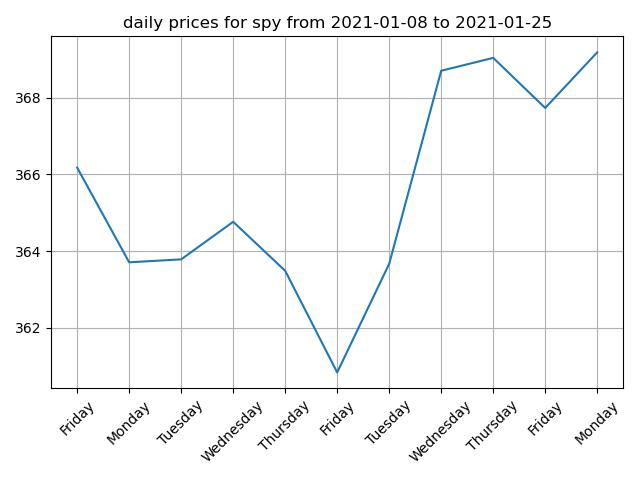 daily prices for spy from 2021-01-08 to 2021-01-25
368
366
364
362
Friday
Monday
Tuesday
Wednesday
Thursday
Friday
Tuesday
Wednesday
Thursday
Friday
Monday